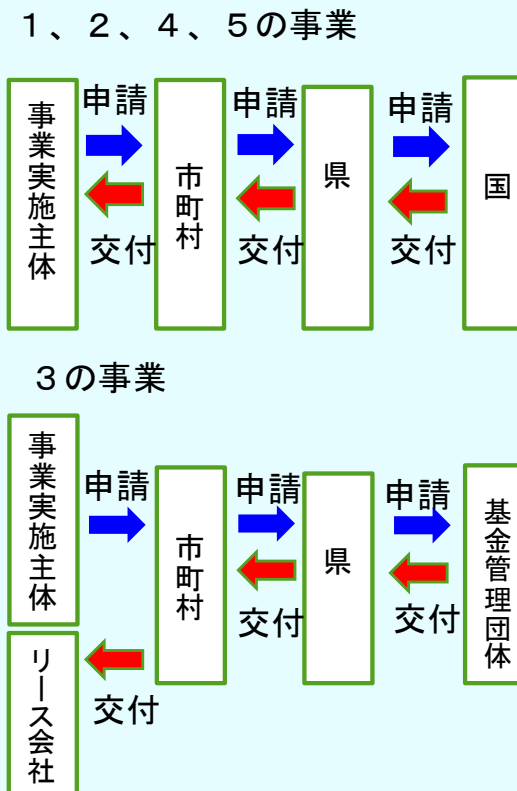 １、２、４、５の事業
申請
申請
申請
事業実施主体
市町村
県
国
交付
交付
交付
３の事業
申請
申請
申請
事業実施主体
市町村
県
基金管理団体
交付
交付
リース会社
交付